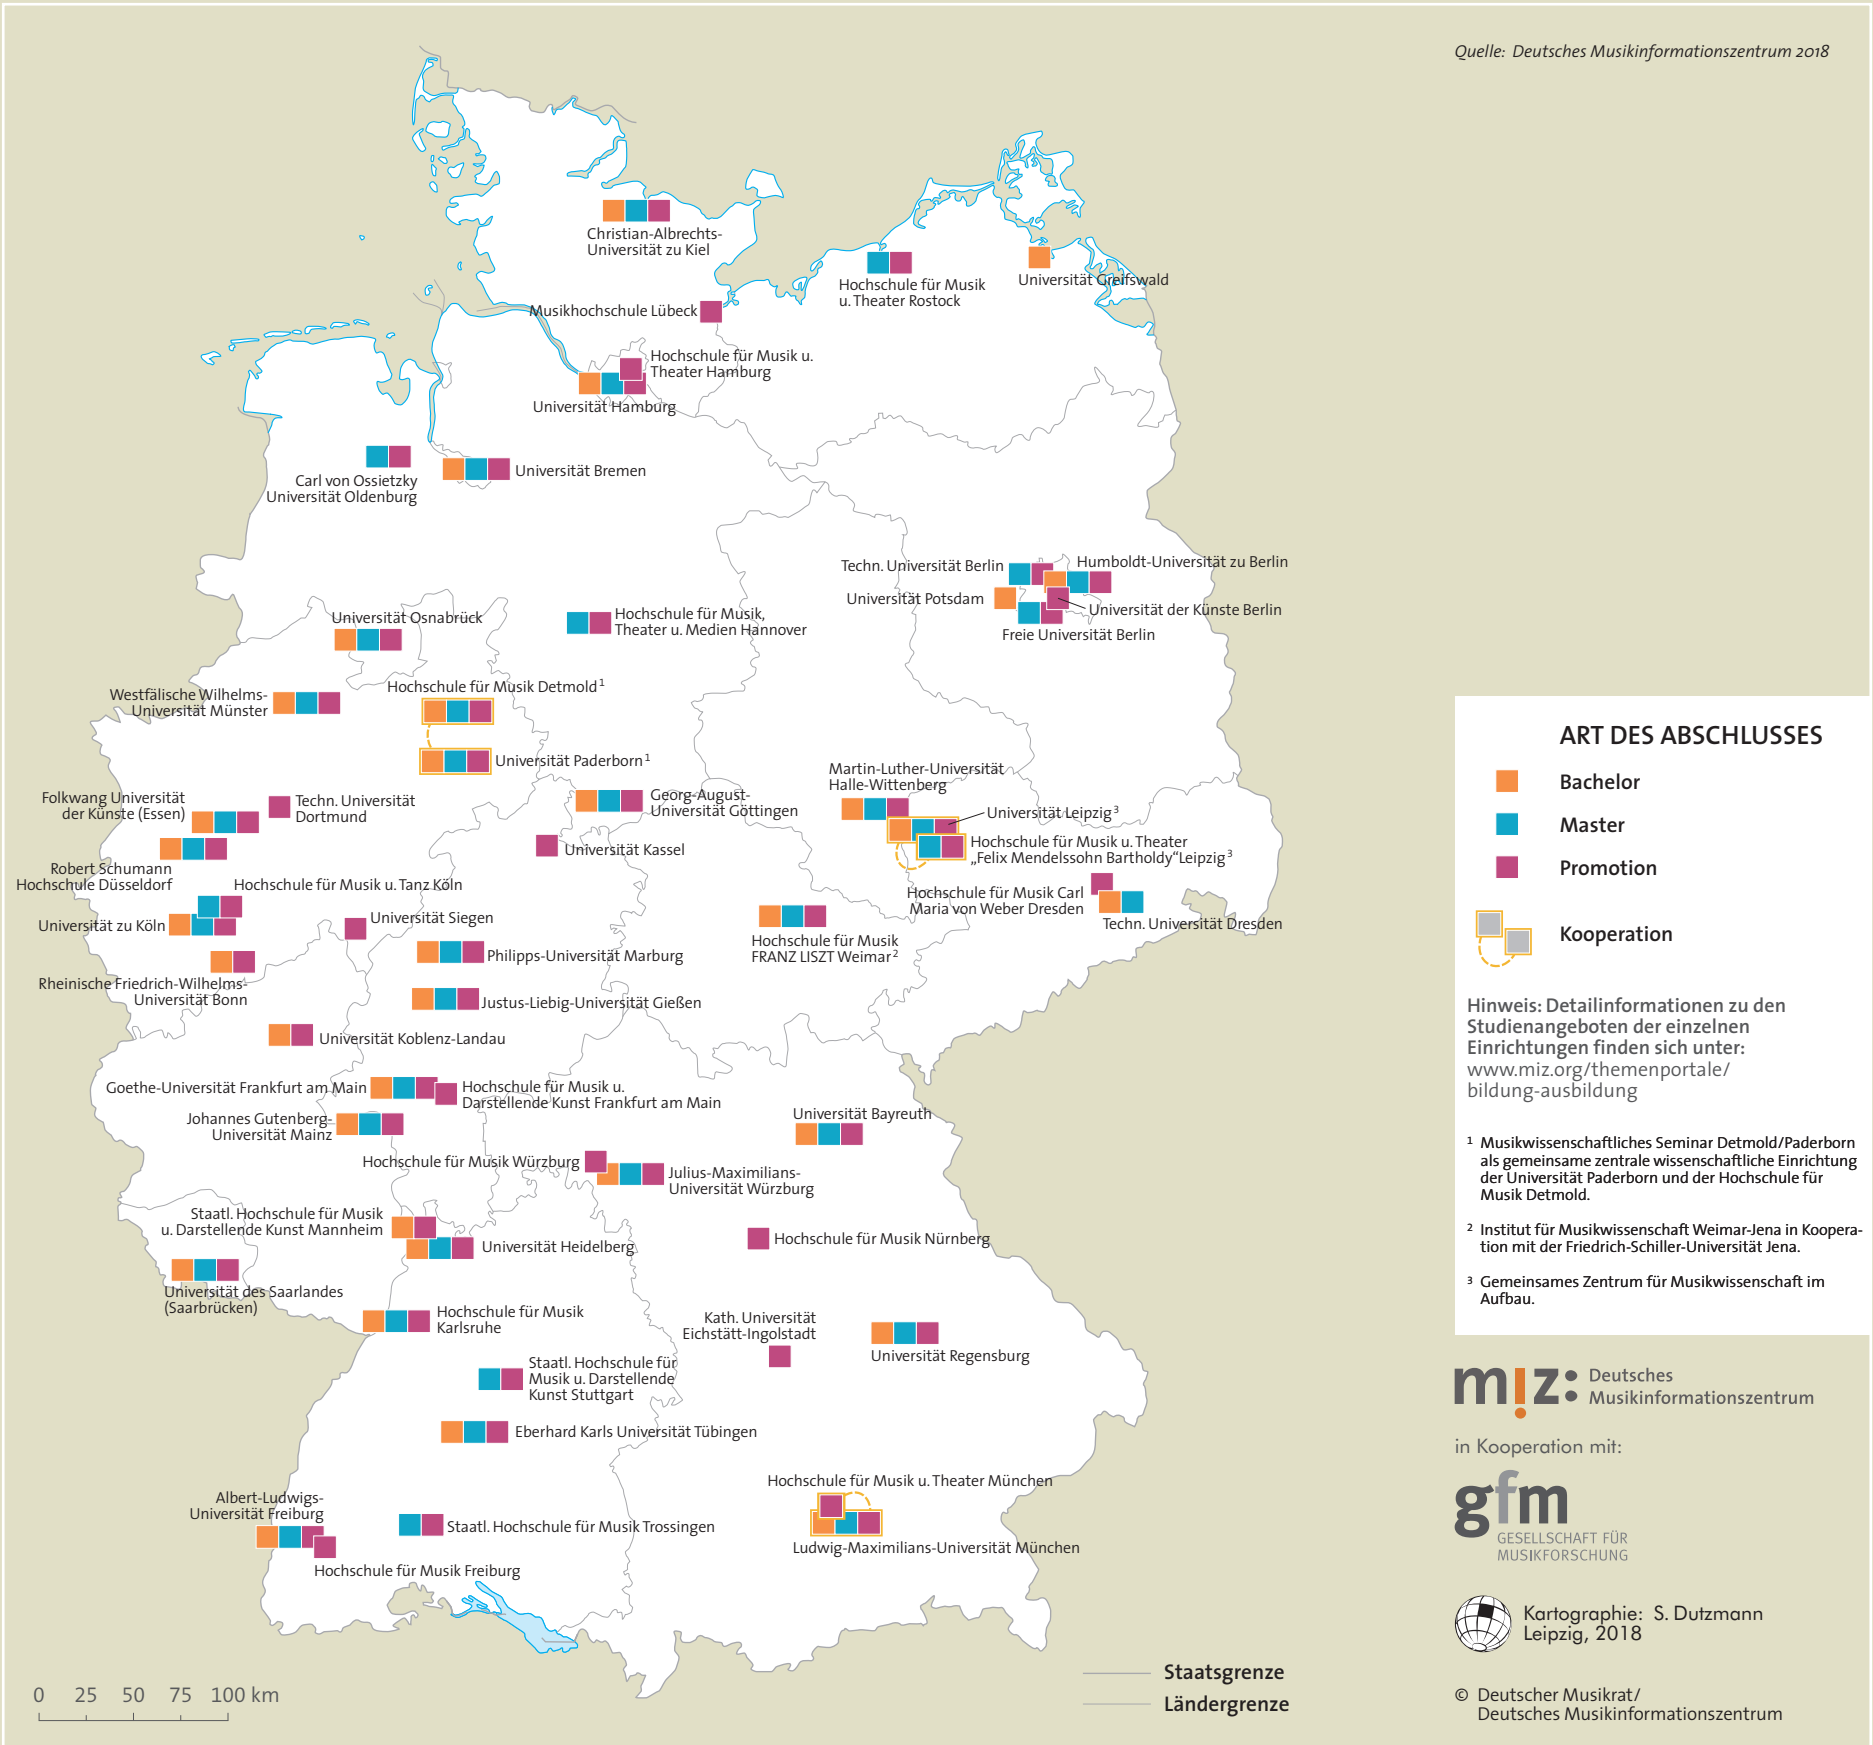 Quelle: Deutsches Musikinformationszentrum 2018
Christian-Albrechts-
Universität zu Kiel
Hochschule für Musik
u. Theater Rostock
Universität Greifswald
Musikhochschule Lübeck
Hochschule für Musik u.
Theater Hamburg
Universität Hamburg
Carl von Ossietzky
Universität Oldenburg
Universität Bremen
Techn. Universität Berlin
Humboldt-Universität zu Berlin
Universität Potsdam
Universität der Künste Berlin
Freie Universität Berlin
Universität Osnabrück
Hochschule für Musik,
Theater u. Medien Hannover
Westfälische Wilhelms-
Universität Münster
Hochschule für Musik Detmold¹
Universität Paderborn¹
Folkwang Universität
der Künste (Essen)
Techn. Universität
Dortmund
Georg-August-
Universität Göttingen
Martin-Luther-Universität
Halle-Wittenberg
Universität Leipzig³
Hochschule für Musik u. Theater
„Felix Mendelssohn Bartholdy“Leipzig³
Universität Kassel
Robert Schumann
Hochschule Düsseldorf
Hochschule für Musik u. Tanz Köln
Universität zu Köln
Universität Siegen
Hochschule für Musik Carl
Maria von Weber Dresden
Techn. Universität Dresden
Hochschule für Musik
FRANZ LISZT Weimar²
Philipps-Universität Marburg
Rheinische Friedrich-Wilhelms-
Universität Bonn
Justus-Liebig-Universität Gießen
Universität Koblenz-Landau
Goethe-Universität Frankfurt am Main
Hochschule für Musik u.
Darstellende Kunst Frankfurt am Main
Johannes Gutenberg-
Universität Mainz
Universität Bayreuth
Hochschule für Musik Würzburg
Julius-Maximilians-
Universität Würzburg
Staatl. Hochschule für Musik
u. Darstellende Kunst Mannheim
Universität Heidelberg
Hochschule für Musik Nürnberg
Universität des Saarlandes
(Saarbrücken)
Hochschule für Musik
Karlsruhe
Kath. Universität
Eichstätt-Ingolstadt
Universität Regensburg
Staatl. Hochschule für
Musik u. Darstellende
Kunst Stuttgart
Eberhard Karls Universität Tübingen
Hochschule für Musik u. Theater München
Ludwig-Maximilians-Universität München
Albert-Ludwigs-
Universität Freiburg
Staatl. Hochschule für Musik Trossingen
Hochschule für Musik Freiburg
0 25 50 75 100 km
Staatsgrenze
Ländergrenze
ART DES ABSCHLUSSES
Bachelor
Master
Promotion
Kooperation
Hinweis: Detailinformationen zu den
Studienangeboten der einzelnen
Einrichtungen finden sich unter:
www.miz.org/themenportale/
bildung-ausbildung
¹ Musikwissenschaftliches Seminar Detmold/Paderborn
als gemeinsame zentrale wissenschaftliche Einrichtung
der Universität Paderborn und der Hochschule für
Musik Detmold.
² Institut für Musikwissenschaft Weimar-Jena in Koopera-
tion mit der Friedrich-Schiller-Universität Jena.
³ Gemeinsames Zentrum für Musikwissenschaft im
Aufbau.
miz: Deutsches
Musikinformationszentrum
in Kooperation mit:
gfm
GESELLSCHAFT FÜR
MUSIKFORSCHUNG
Kartographie: S. Dutzmann
Leipzig, 2018
© Deutscher Musikrat/
Deutsches Musikinformationszentrum